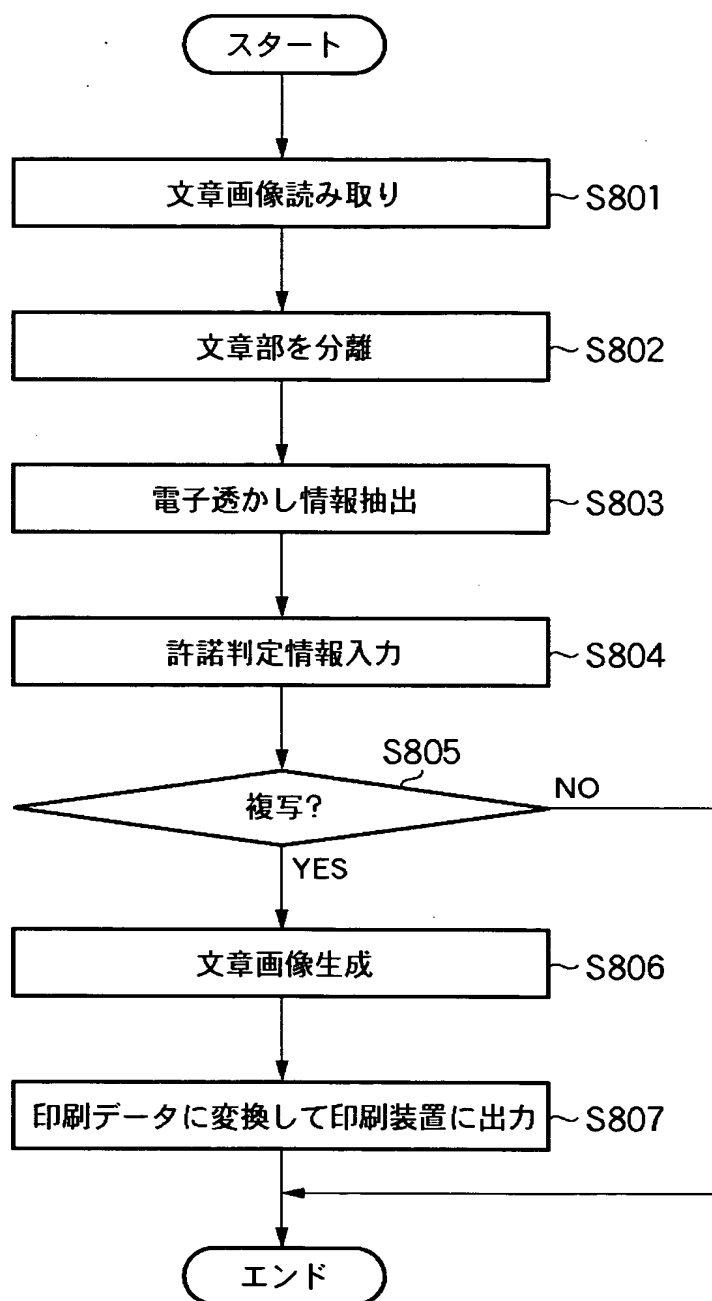 スタート
文章画像読み取り
～S801
文章部を分離
～S802
電子透かし情報抽出
～S803
許諾判定情報入力
～S804
S805
複写?
NO
YES
文章画像生成
～S806
印刷データに変換して印刷装置に出力
～S807
エンド